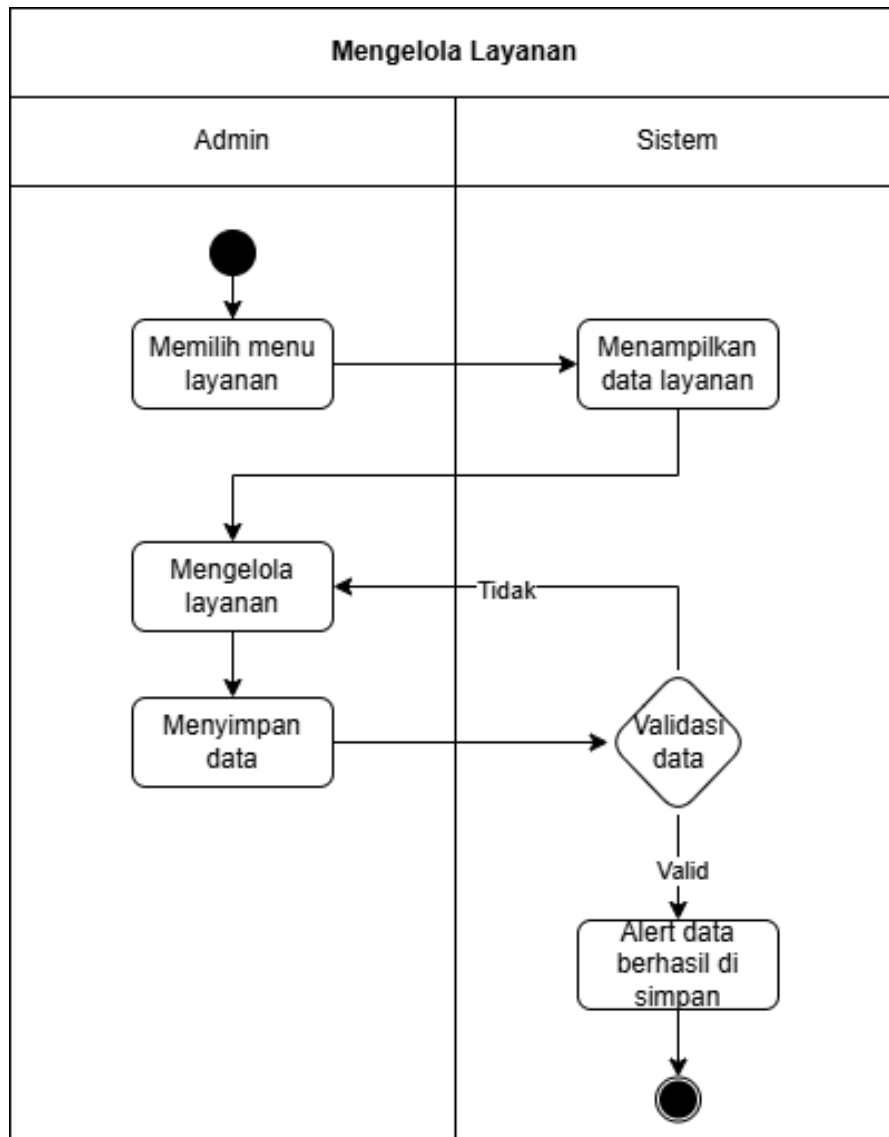 Mengelola Layanan
Admin
Sistem
Memilih menu
layanan
Menampilkan
data layanan
Mengelola
layanan
Tidak
Menyimpan
data
Validasi
data
Valid
Alert data
berhasil di
simpan